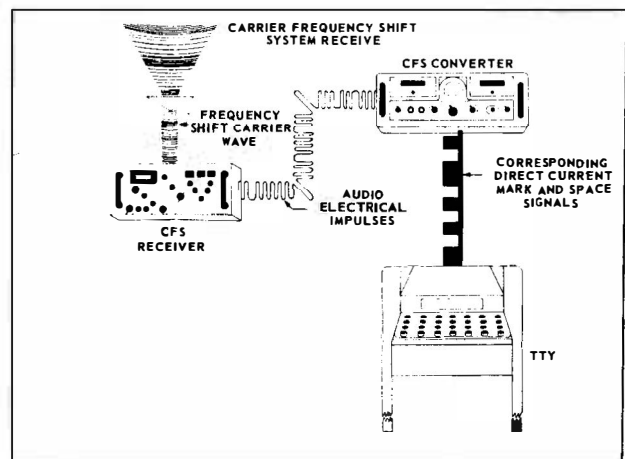 CARRIER FREQUENCY SHIFT
SYSTEM RECEIVE
CFS CONVERTER
FREQUENCY
SHIFT CARRIER
WAVE
CORRESPONDING
DIRECT CURRENT
MARK AND SPACE
SIGNALS
AUDIO
ELECTRICAL
IMPULSES
CFS
RECEIVER
TTY